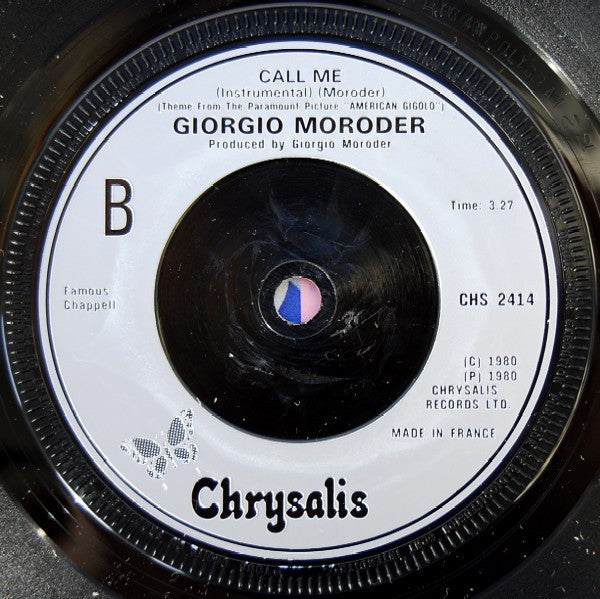 CALL ME
(Instrumental) (Moroder)
(Theme From The Paramount Picture "AMERICAN GIGOLO")
GIORGIO MORODER
Produced by Giorgio Moroder
B
Time: 3.27
Famous
Chappell
CHS 2414
(C) 1980
(P) 1980
CHRYSALIS
RECORDS LTD.
MADE IN FRANCE
Chrysalis